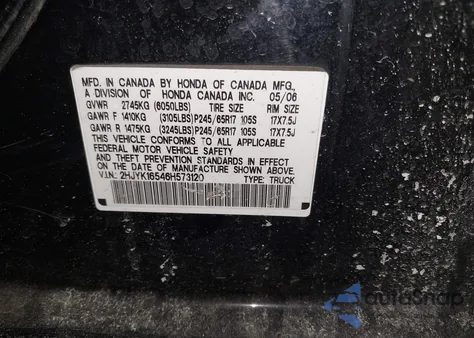 MFD. IN CANADA BY HONDA OF CANADA MFG.,
A DIVISION OF HONDA CANADA INC. 05/06
GVWR 2745KG (6050LBS) TIRE SIZE RIM SIZE
GAWR F 1410KG (3105LBS)P245/65R17 105S 17X7.5J
GAWR R 1475KG (3245LBS)P245/65R17 105S 17X7.5J
THIS VEHICLE CONFORMS TO ALL APPLICABLE
FEDERAL MOTOR VEHICLE SAFETY
AND THEFT PREVENTION STANDARDS IN EFFECT
ON THE DATE OF MANUFACTURE SHOWN ABOVE.
V.I.N.: 2HJYK16546H573120 TYPE: TRUCK
autoSnap